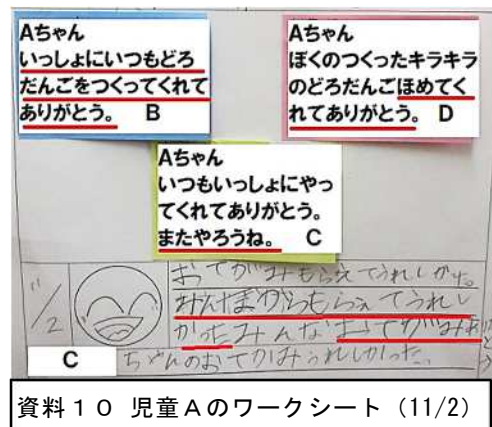 Aちゃん
いっしょにいつもどろ
だんごをつくってくれて
ありがとう。 B
Aちゃん
ぼくのつくったキラキラ
のどろだんごほめてく
れてありがとう。 D
Aちゃん
いつもいっしょにやっ
てくれてありがとう。
またやろうね。 C
11/2
おてがみもらえてうれしかた。
みんなからもらえてうれし
かったみんなおてがみあ
C ちゃんのおてがみうれしかった
資料10 児童Aのワークシート (11/2)